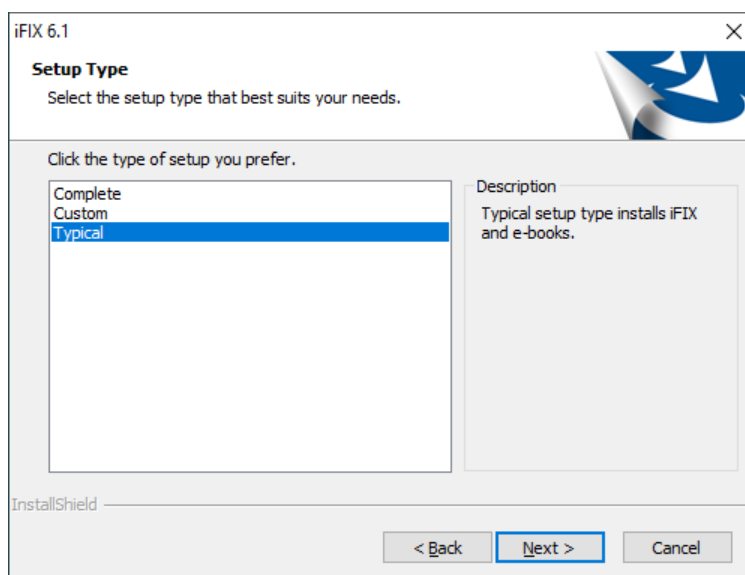 iFIX 6.1
Setup Type
Select the setup type that best suits your needs.
Click the type of setup you prefer.
Complete
Custom
Typical
Description
Typical setup type installs iFIX
and e-books.
InstallShield
< Back
Next >
Cancel